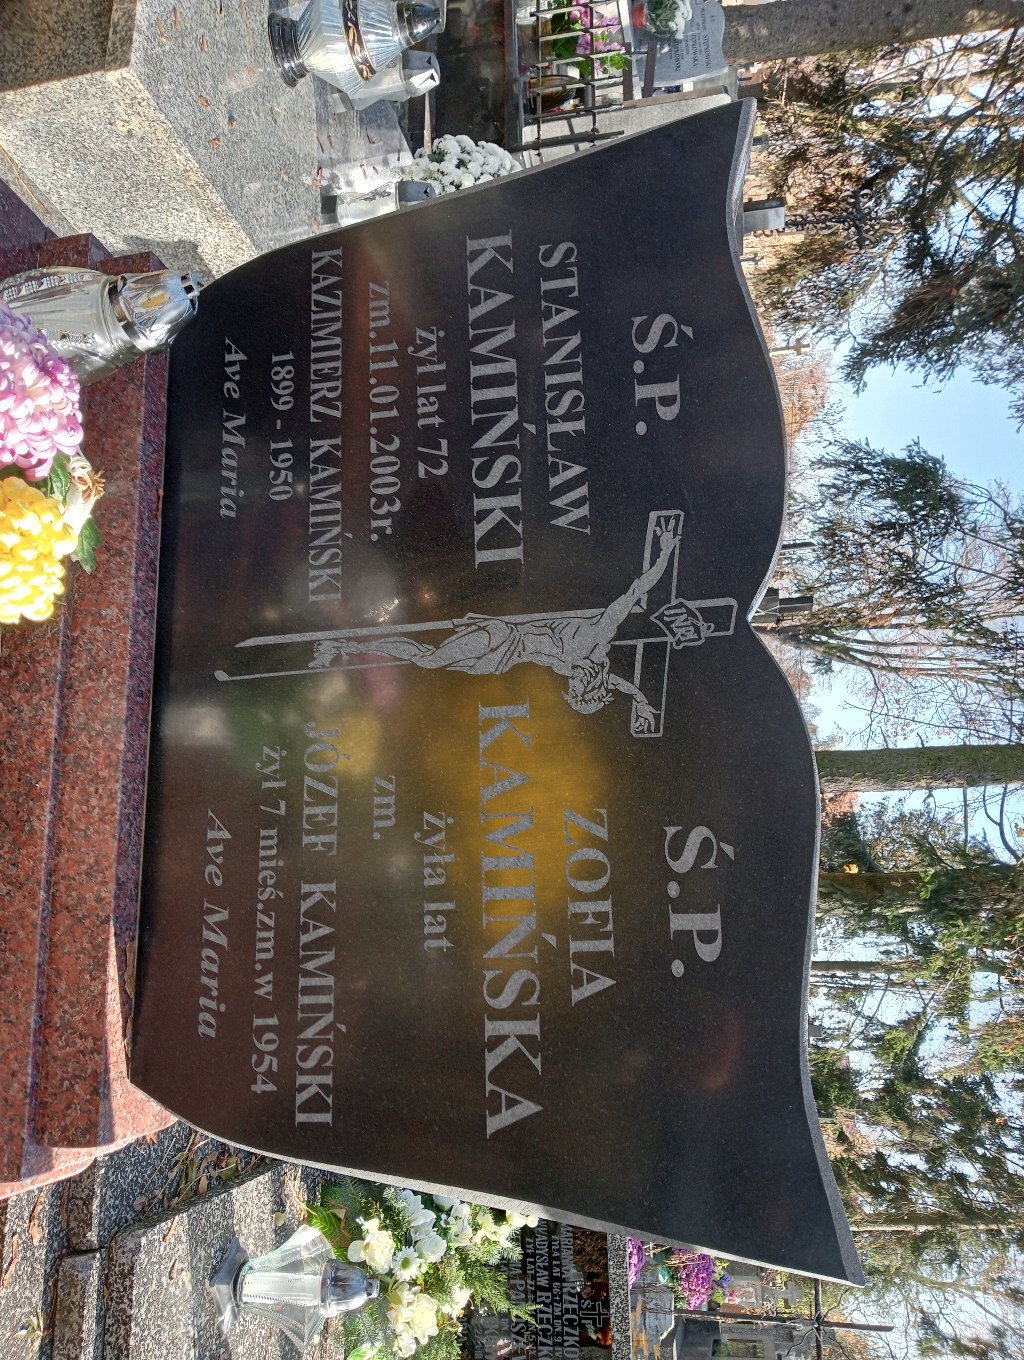 Ś.P.
STANISŁAW
KAMIŃSKI
żył lat 72
zm.11.01.2003r.
KAZIMIERZ KAMIŃSKI
1899 - 1950
Ave Maria
INRI
Ś.P.
ZOFIA
KAMIŃSKA
żyła lat
zm.
JÓZEF KAMIŃSKI
żył 7 mieś.zm.w 1954
Ave Maria